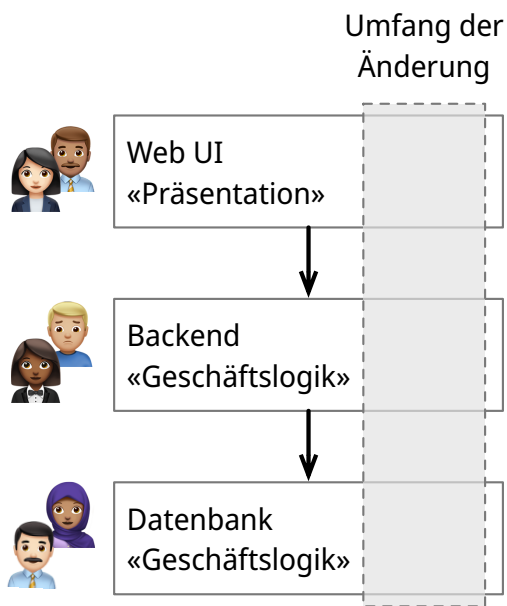 Umfang der
Änderung
Web UI
«Präsentation»
Backend
«Geschäftslogik»
Datenbank
«Geschäftslogik»